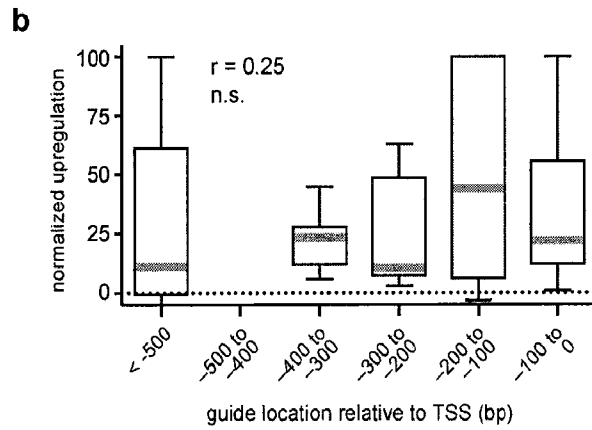 b
r = 0.25
n.s.
normalized upregulation
100
75
50
25
0
< -500
-500 to
-400
-400 to
-300
-300 to
-200
-200 to
-100
-100 to
0
guide location relative to TSS (bp)